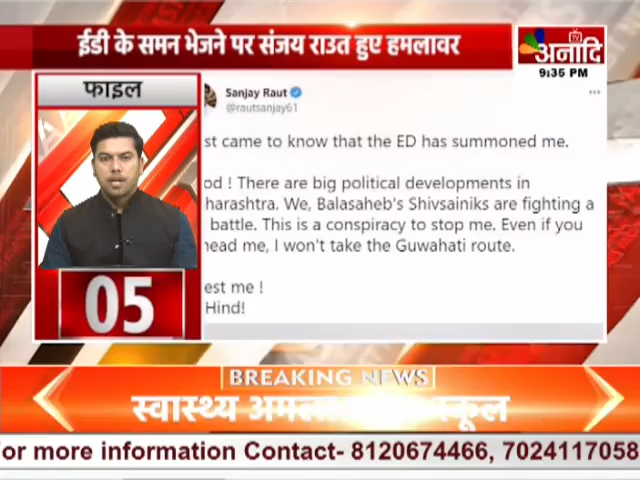 ईडी के समन भेजने पर संजय राउत हुए हमलावर
TV
अनादि
9:35 PM
फाइल
05
Sanjay Raut
@rautsanjay61
st came to know that the ED has summoned me.
od ! There are big political developments in
harashtra. We, Balasaheb's Shivsainiks are fighting a
battle. This is a conspiracy to stop me. Even if you
head me, I won't take the Guwahati route.
est me !
Hind!
BREAKING NEWS
स्वास्थ्य
For more information Contact- 8120674466, 7024117058